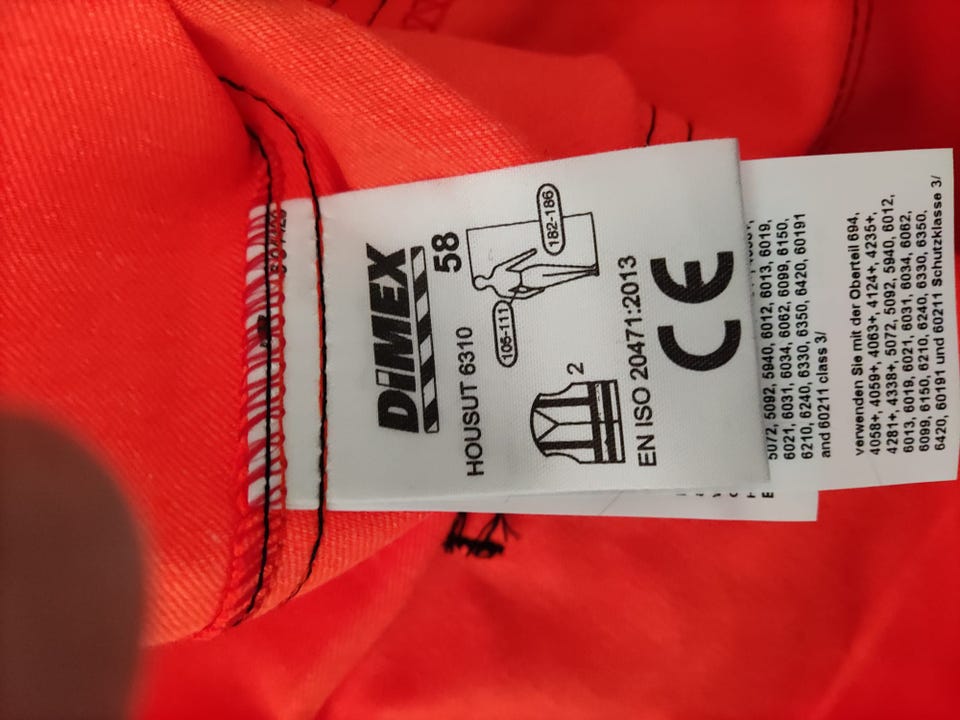 DiMEX
58
HOUSUT 6310
182-186
105-111
2
EN ISO 20471:2013
CE
5072, 5092, 5940, 6012, 6013, 6019,
6021, 6031, 6034, 6062, 6099, 6150,
6210, 6240, 6330, 6350, 6420, 60191
and 60211 class 3/
verwenden Sie mit der Oberteil 694,
4058+, 4059+, 4063+, 4124+, 4235+,
4281+, 4338+, 5072, 5092, 5940, 6012,
6013, 6019, 6021, 6031, 6034, 6062,
6099, 6150, 6210, 6240, 6330, 6350,
6420, 60191 und 60211 Schutzklasse 3/